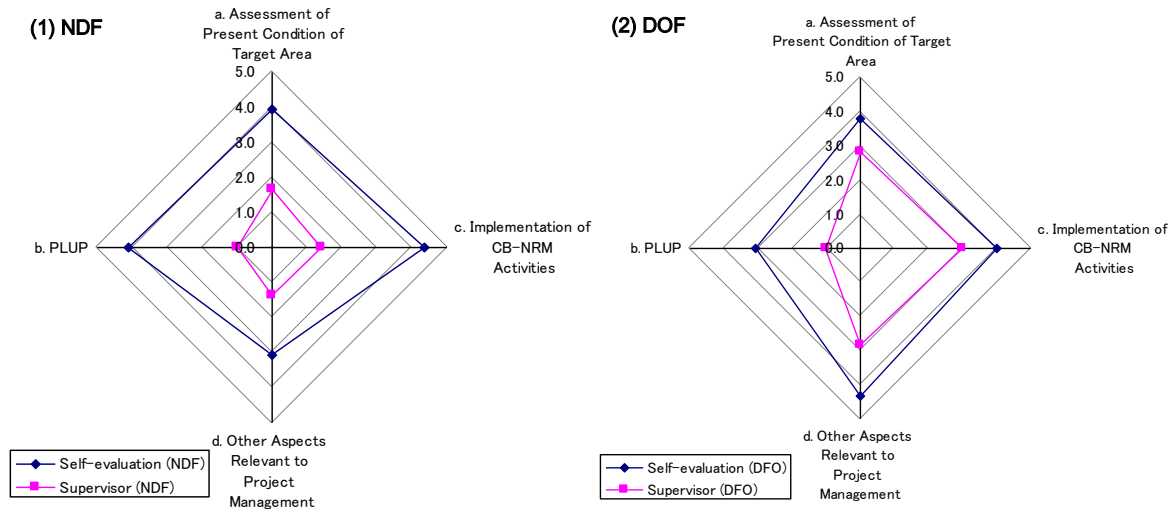 (1) NDF
a. Assessment of
Present Condition of
Target Area
5.0
4.0
3.0
2.0
1.0
0.0
b. PLUP
c. Implementation of
CB-NRM
Activities
d. Other Aspects
Relevant to
Project
Management
Self-evaluation (NDF)
Supervisor (NDF)
(2) DOF
a. Assessment of
Present Condition of Target
Area
5.0
4.0
3.0
2.0
1.0
0.0
b. PLUP
c. Implementation of
CB-NRM
Activities
d. Other Aspects
Relevant to
Project
Management
Self-evaluation (DFO)
Supervisor (DFO)